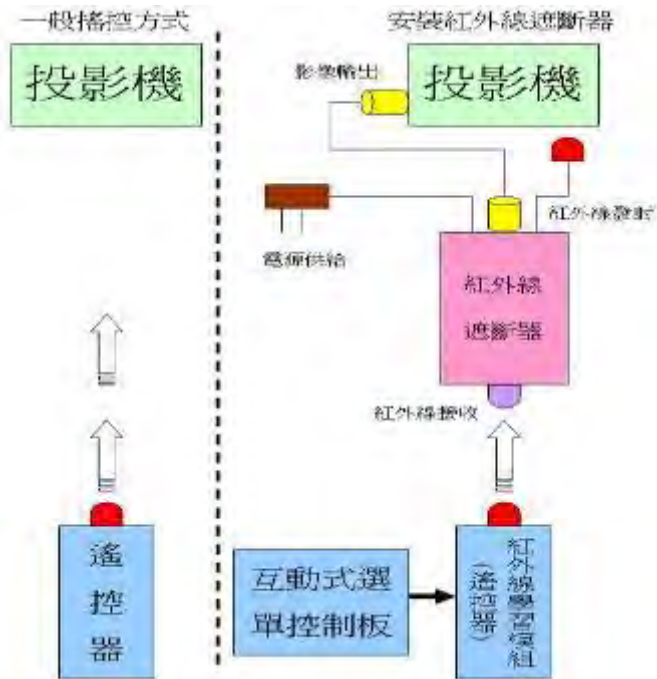 一般搖控方式
投影機
遙
控
器
安裝紅外線遮斷器
影像輸出
投影機
紅外線發射
電源供給
紅外線
遮斷器
紅外線接收
互動式選
單控制板
紅外線學習模組
(遙控器)